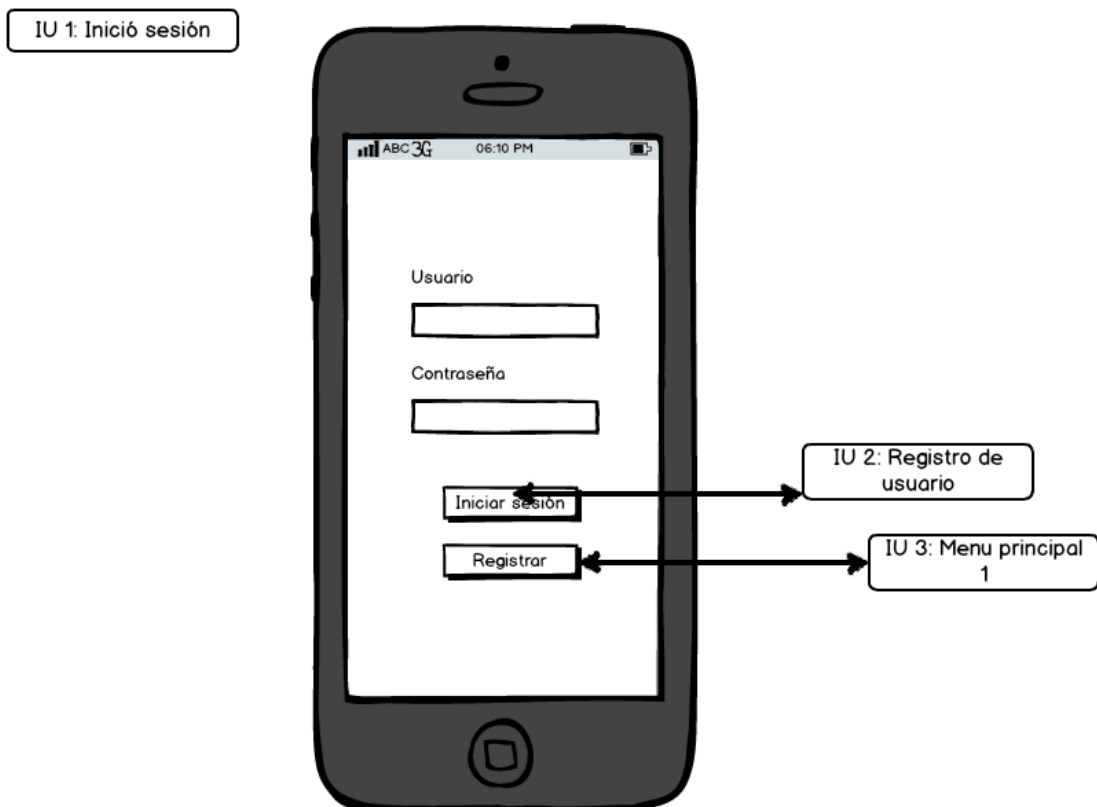 IU 1: Inició sesión
ABC 3G 06:10 PM
Usuario
Contraseña
Iniciar sesión
IU 2: Registro de
usuario
Registrar
IU 3: Menu principal
1